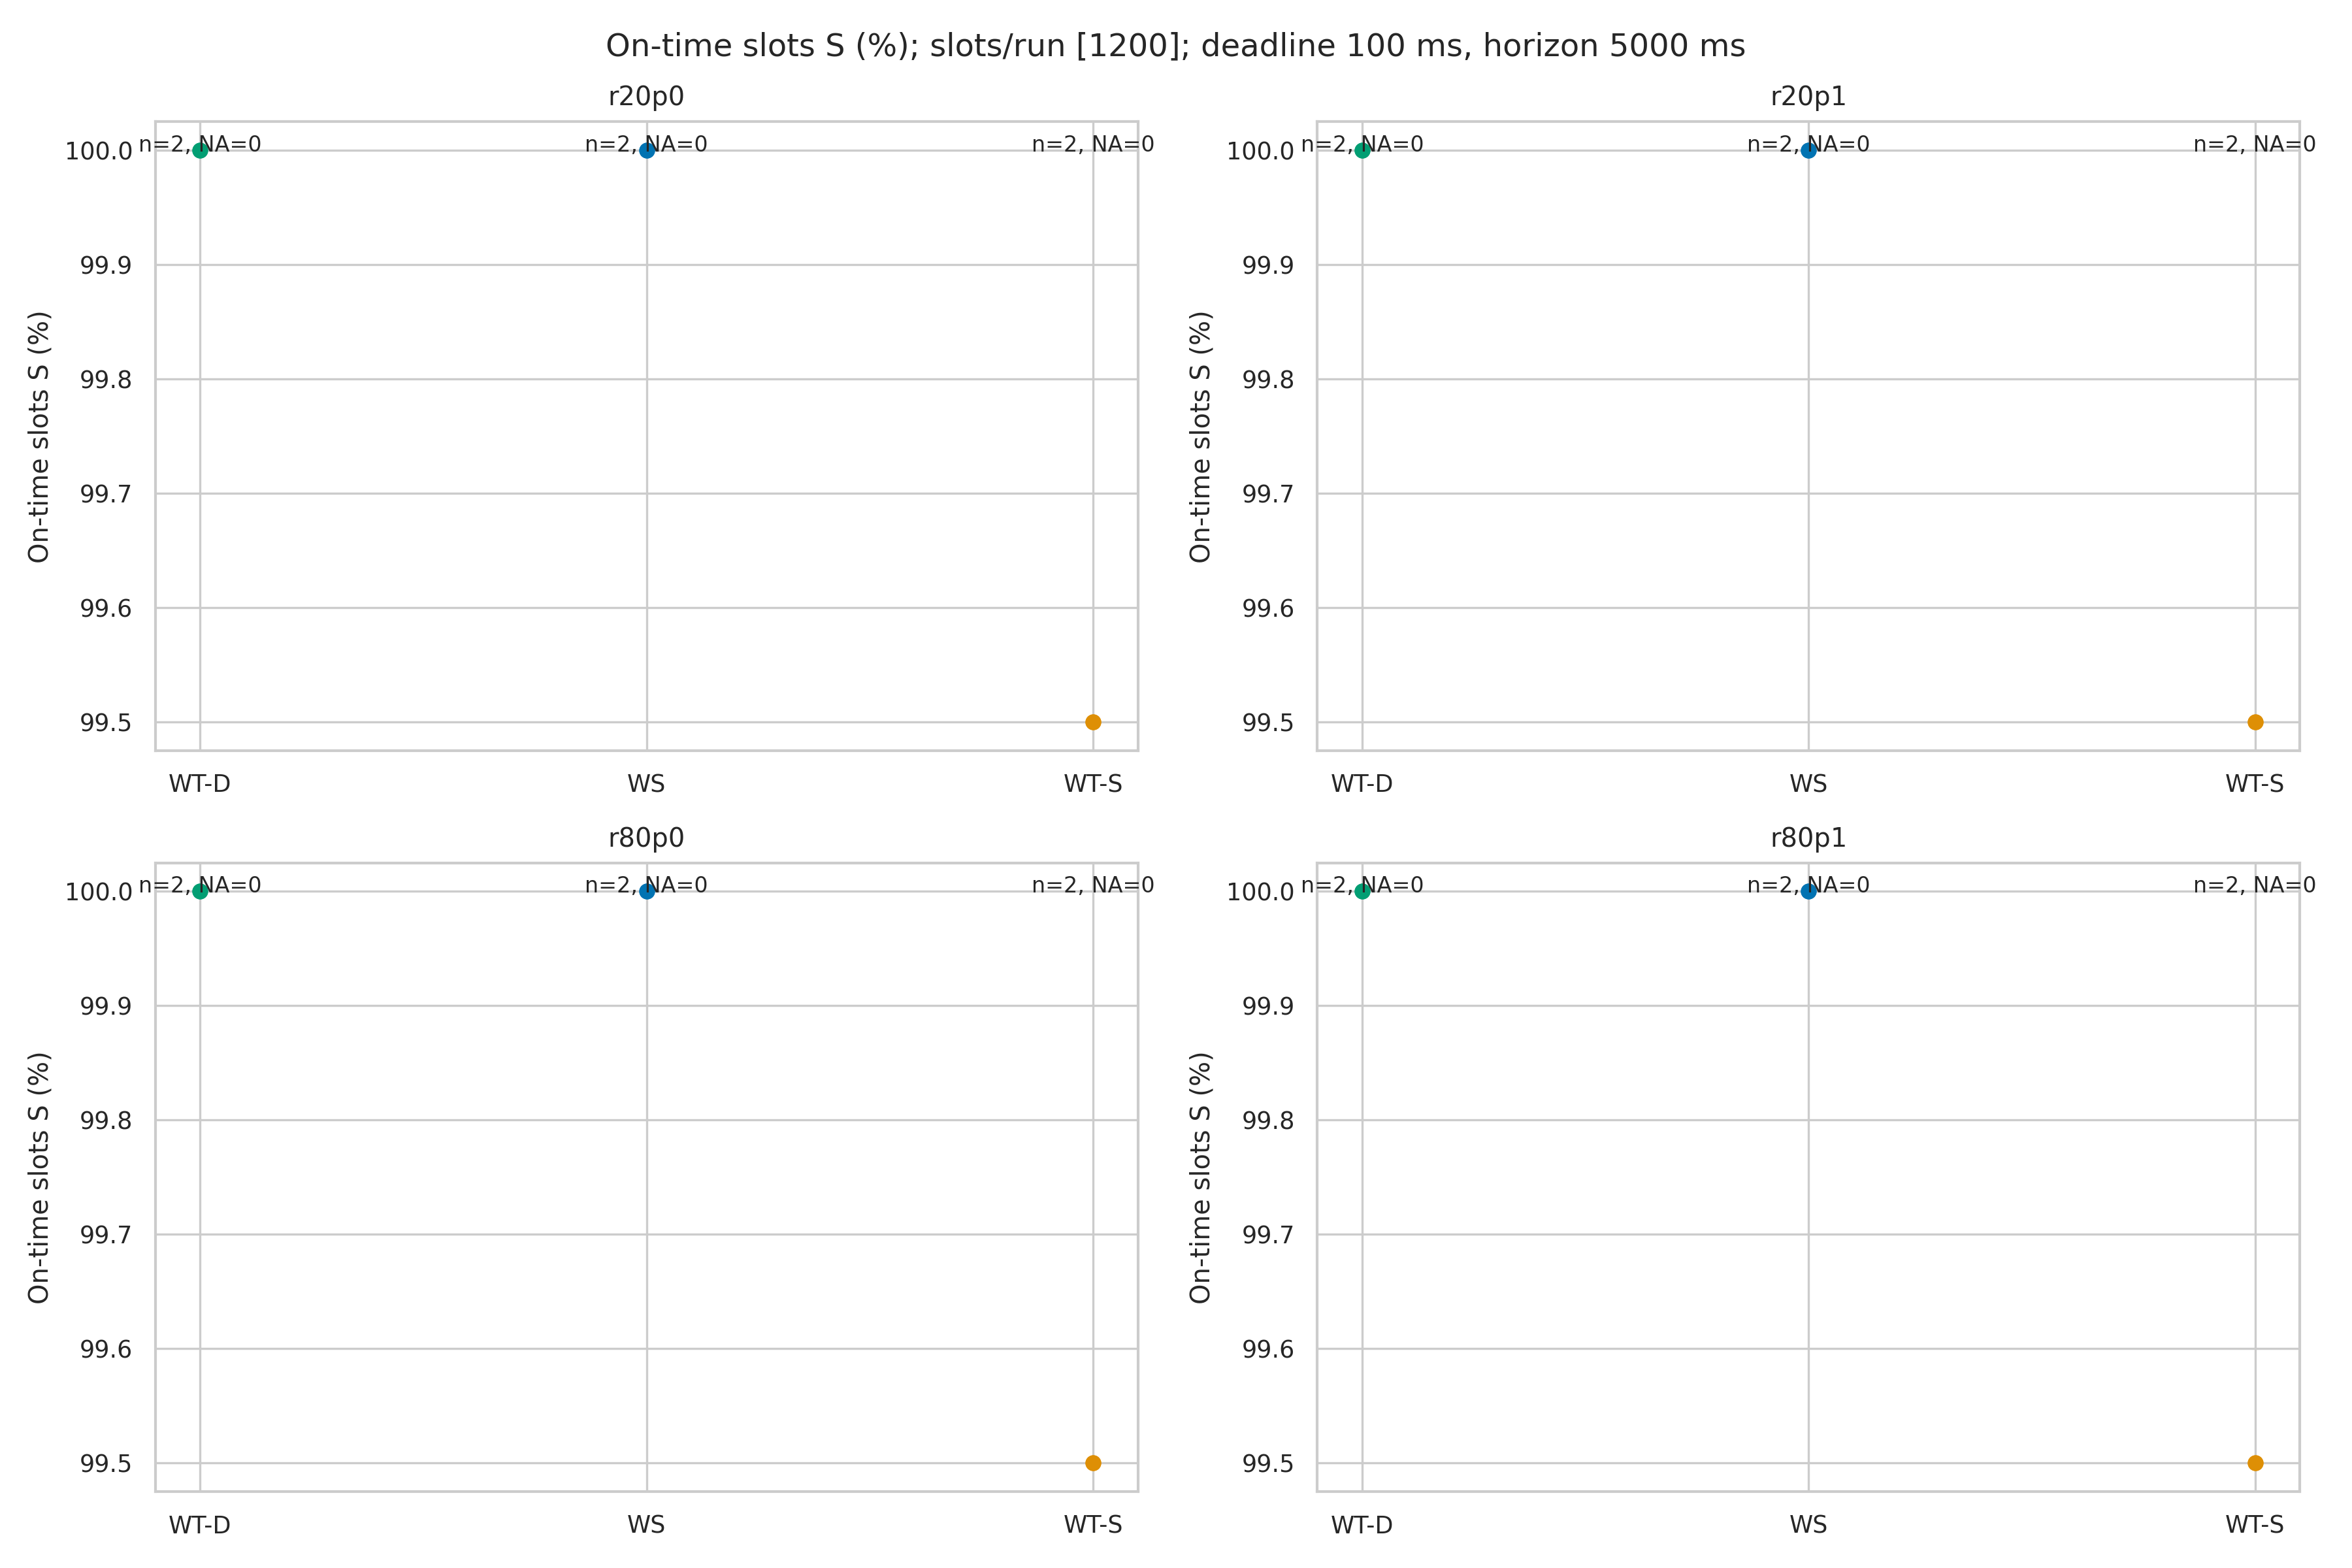 On-time slots S (%); slots/run [1200]; deadline 100 ms, horizon 5000 ms
r20p0
n=2, NA=0 n=2, NA=0 n=2, NA=0
100.0
99.9
99.8
99.7
99.6
99.5
On-time slots S (%)
WT-D WS WT-S
r20p1
n=2, NA=0 n=2, NA=0 n=2, NA=0
100.0
99.9
99.8
99.7
99.6
99.5
On-time slots S (%)
WT-D WS WT-S
r80p0
n=2, NA=0 n=2, NA=0 n=2, NA=0
100.0
99.9
99.8
99.7
99.6
99.5
On-time slots S (%)
WT-D WS WT-S
r80p1
n=2, NA=0 n=2, NA=0 n=2, NA=0
100.0
99.9
99.8
99.7
99.6
99.5
On-time slots S (%)
WT-D WS WT-S